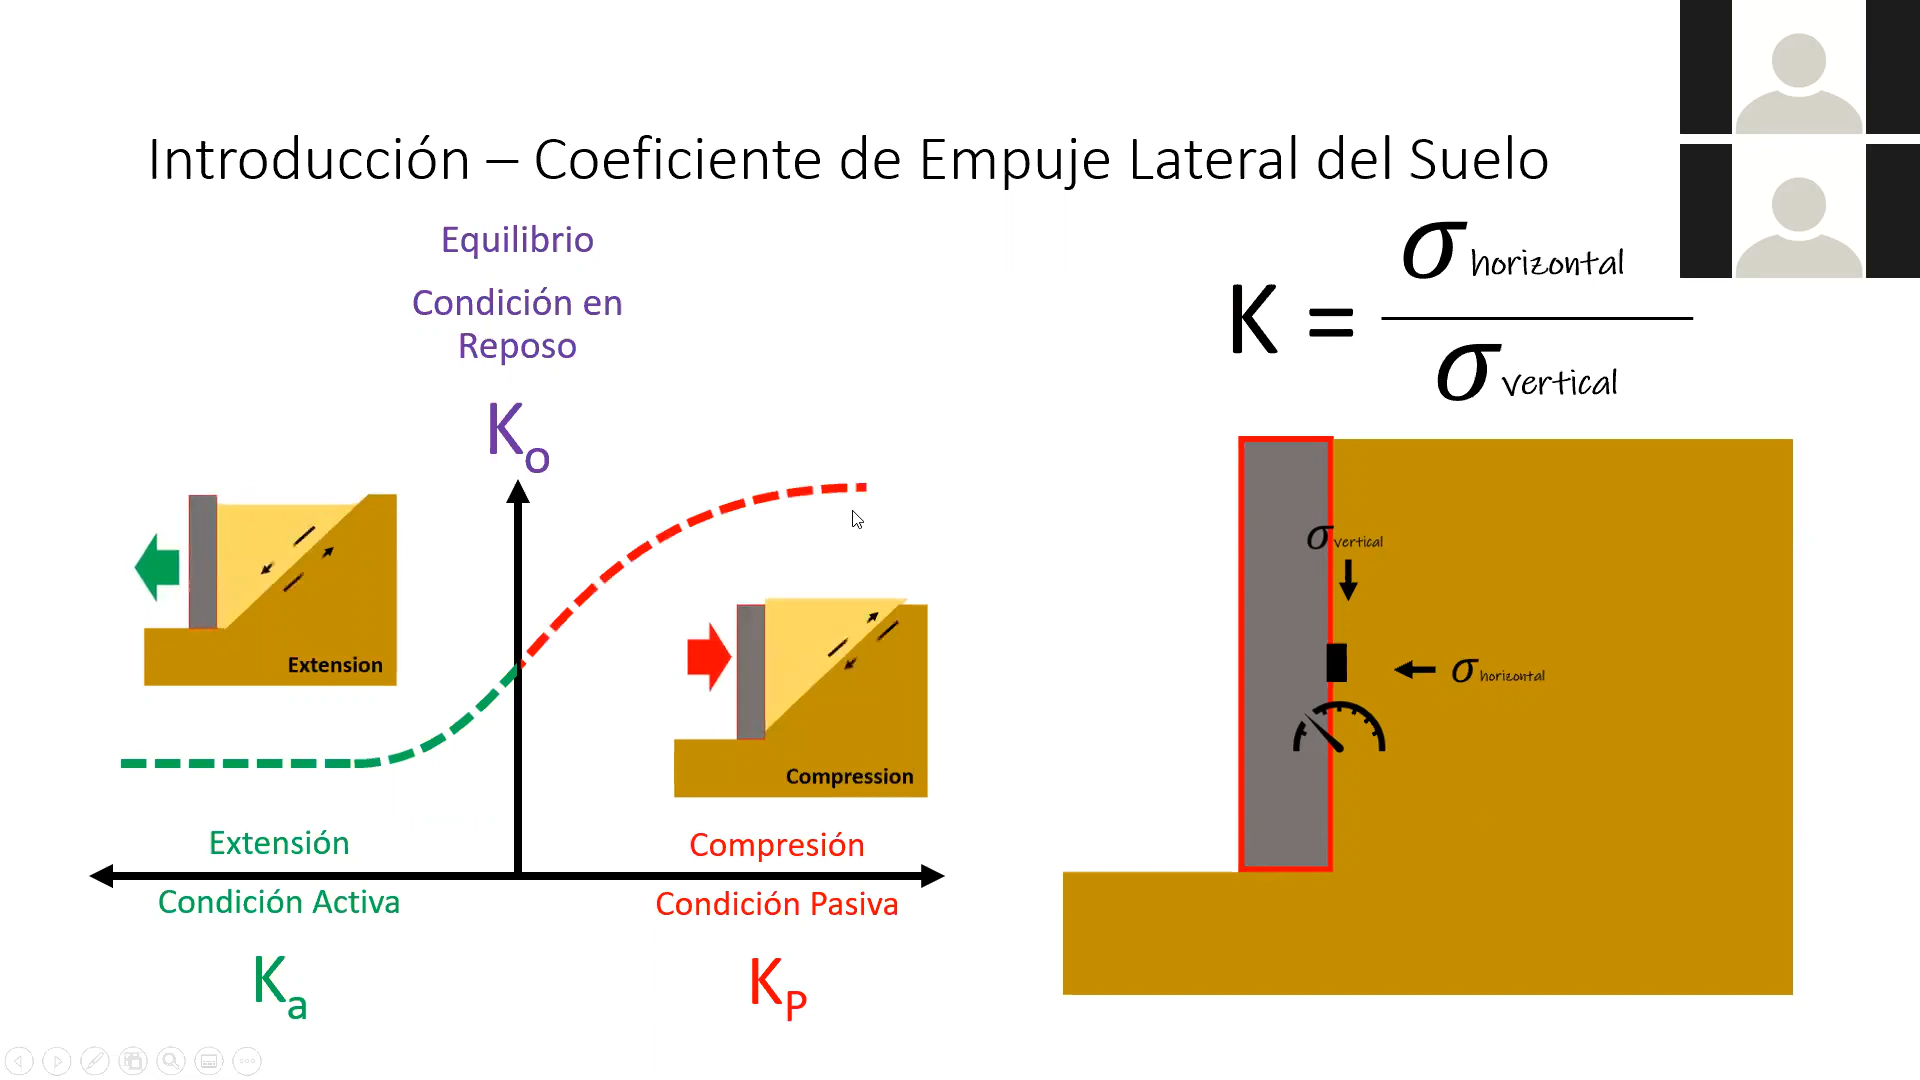 Introducción – Coeficiente de Empuje Lateral del Suelo
Equilibrio
Condición en
Reposo
Ko
Extension
Compression
Extensión
Condición Activa
Ka
Compresión
Condición Pasiva
KP
K = σ horizontal
σ vertical
σ vertical
σ horizontal